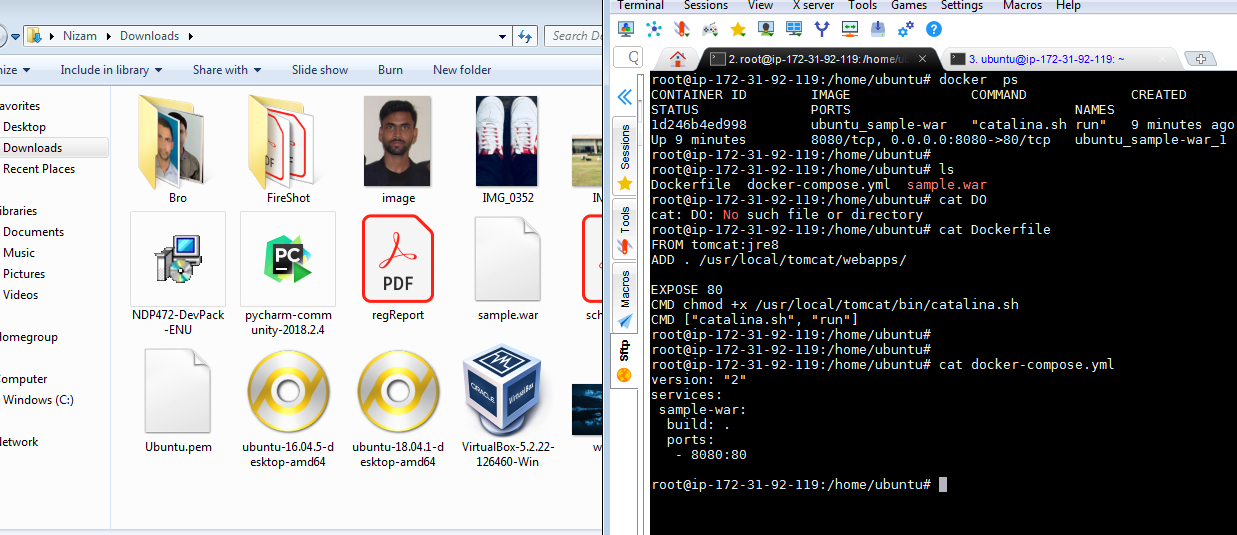 Nizam
Downloads
Search Do
nize
Include in library
Share with
Slide show
Burn
New folder
avorites
Desktop
Downloads
Recent Places
ibraries
Documents
Music
Pictures
Videos
omegroup
omputer
Windows (C:)
etwork
Bro
FireShot
image
IMG_0352
IM
NDP472-DevPack
-ENU
PC
pycharm-comm
unity-2018.2.4
PDF
regReport
sample.war
sch
Ubuntu.pem
ubuntu-16.04.5-d
esktop-amd64
ubuntu-18.04.1-d
esktop-amd64
ORACLE
VirtualBox
VirtualBox-5.2.22-
126460-Win
w
Terminal Sessions View X server Tools Games Settings Macros Help
2. root@ip-172-31-92-119: /home/u
3. ubuntu@ip-172-31-92-119: ~
Sessions
Tools
Macros
Sftp
root@ip-172-31-92-119:/home/ubuntu# docker  ps
CONTAINER ID        IMAGE               COMMAND             CREATED
STATUS              PORTS                            NAMES
1d246b4ed998        ubuntu_sample-war   "catalina.sh run"   9 minutes ago
Up 9 minutes        8080/tcp, 0.0.0.0:8080->80/tcp   ubuntu_sample-war_1
root@ip-172-31-92-119:/home/ubuntu#
root@ip-172-31-92-119:/home/ubuntu# ls
Dockerfile  docker-compose.yml  sample.war
root@ip-172-31-92-119:/home/ubuntu# cat DO
cat: DO: No such file or directory
root@ip-172-31-92-119:/home/ubuntu# cat Dockerfile
FROM tomcat:jre8
ADD . /usr/local/tomcat/webapps/
EXPOSE 80
CMD chmod +x /usr/local/tomcat/bin/catalina.sh
CMD ["catalina.sh", "run"]
root@ip-172-31-92-119:/home/ubuntu#
root@ip-172-31-92-119:/home/ubuntu#
root@ip-172-31-92-119:/home/ubuntu# cat docker-compose.yml
version: "2"
services:
 sample-war:
  build: .
  ports:
   - 8080:80
root@ip-172-31-92-119:/home/ubuntu#